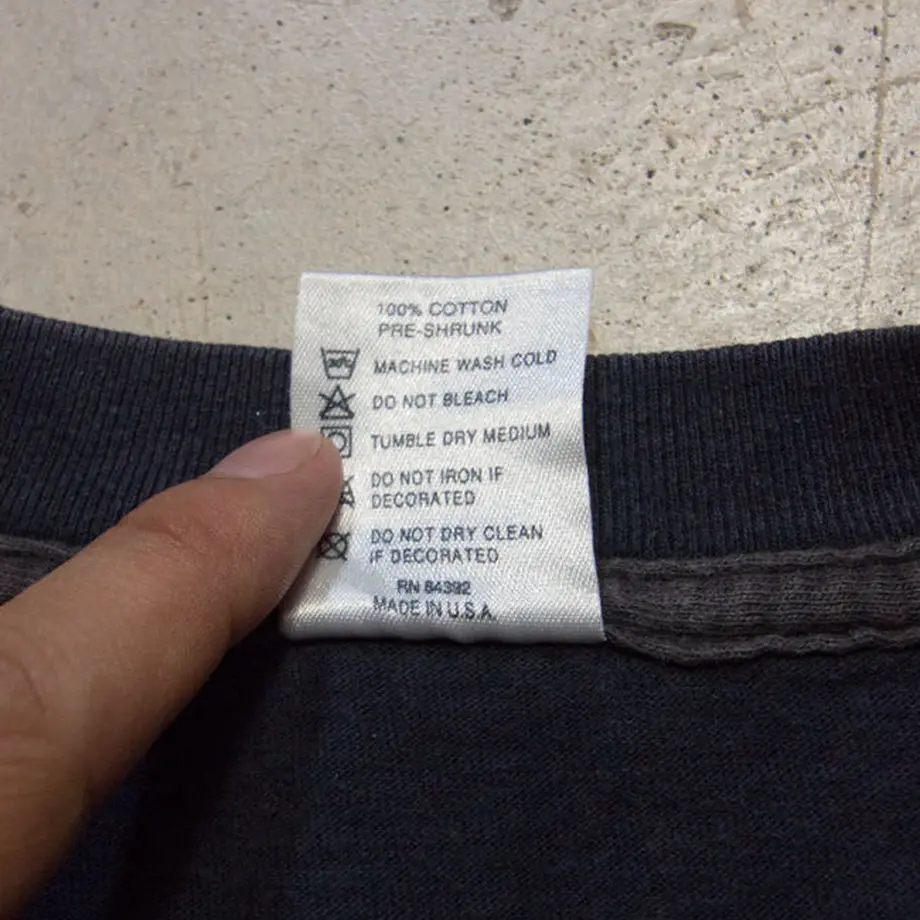 100% COTTON
PRE-SHRUNK
MACHINE WASH COLD
DO NOT BLEACH
TUMBLE DRY MEDIUM
DO NOT IRON IF
DECORATED
DO NOT DRY CLEAN
IF DECORATED
RN 84392
MADE IN U.S.A.